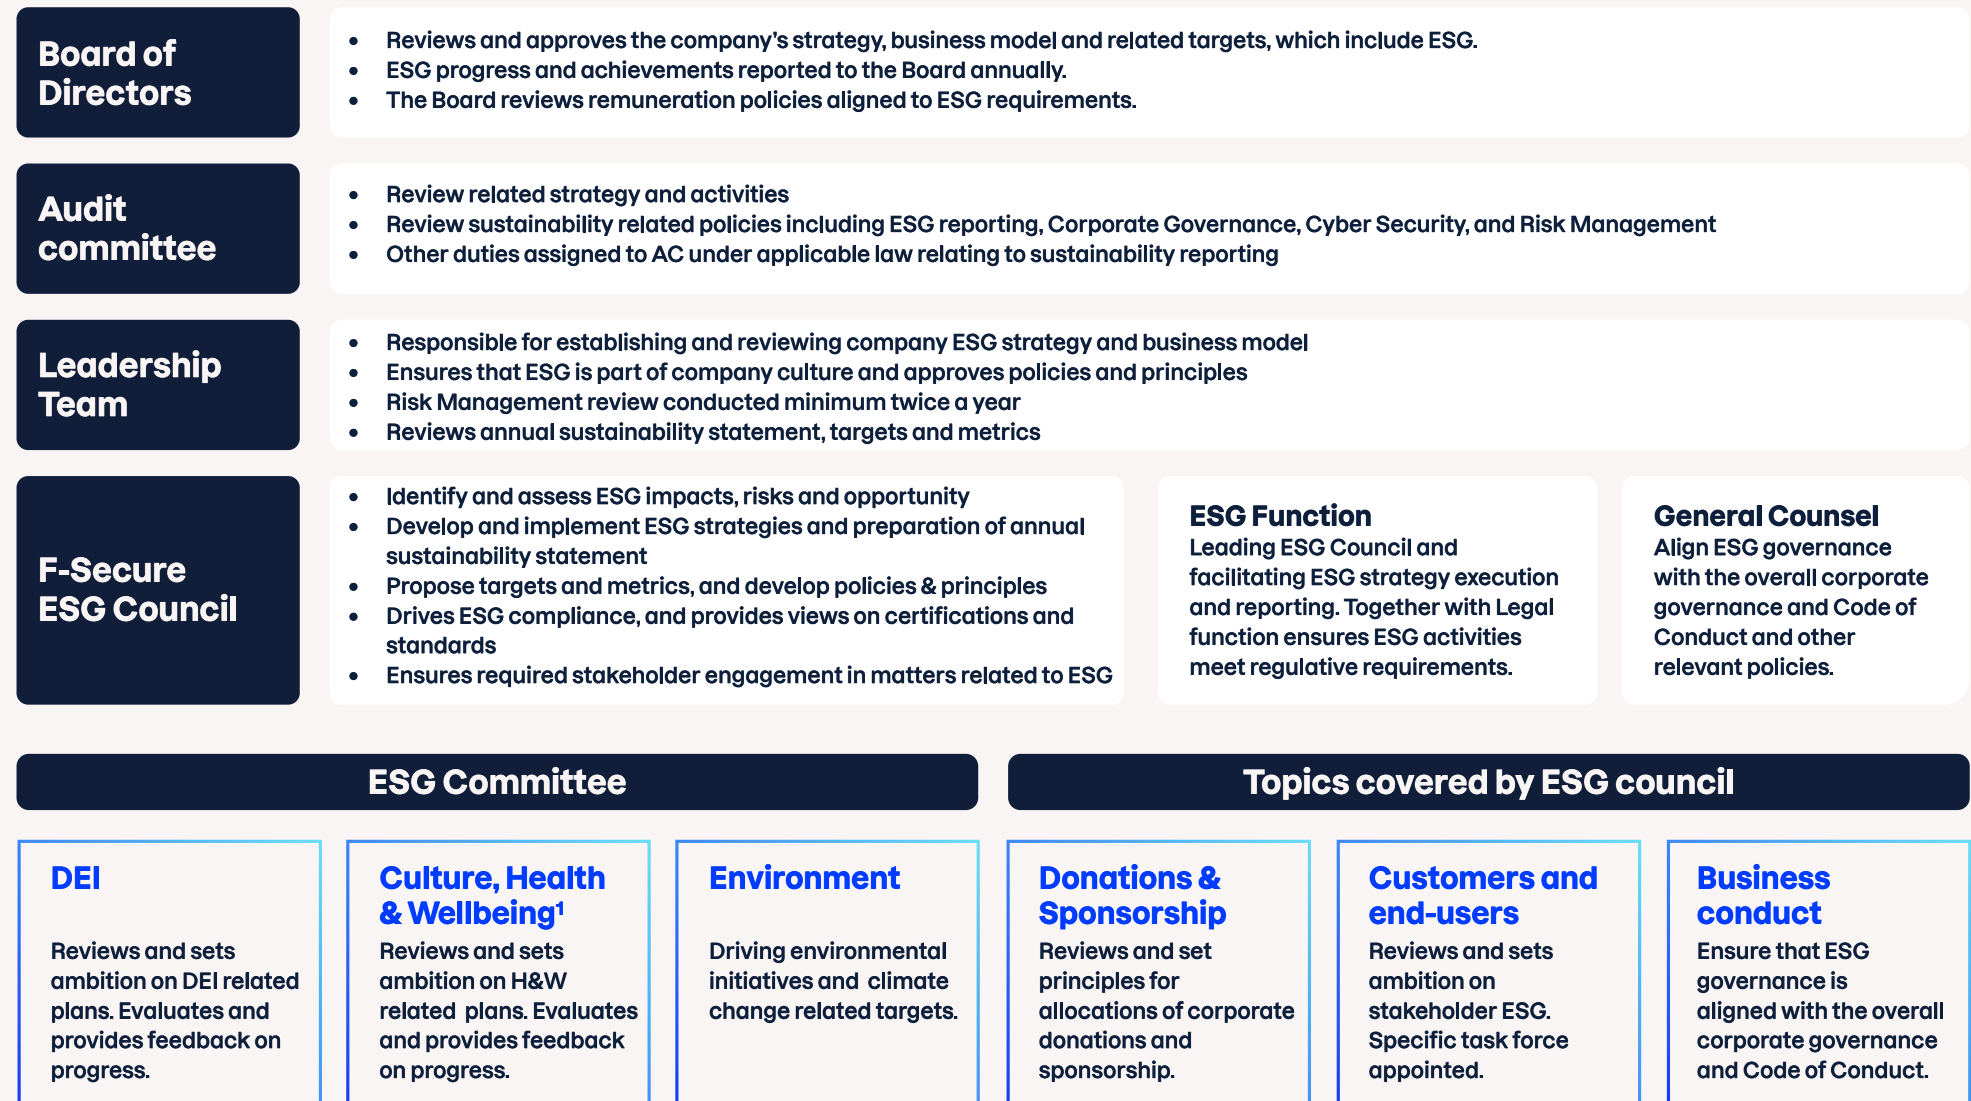 Board of
Directors
• Reviews and approves the company's strategy, business model and related targets, which include ESG.
• ESG progress and achievements reported to the Board annually.
• The Board reviews remuneration policies aligned to ESG requirements.
Audit
committee
• Review related strategy and activities
• Review sustainability related policies including ESG reporting, Corporate Governance, Cyber Security, and Risk Management
• Other duties assigned to AC under applicable law relating to sustainability reporting
Leadership
Team
• Responsible for establishing and reviewing company ESG strategy and business model
• Ensures that ESG is part of company culture and approves policies and principles
• Risk Management review conducted minimum twice a year
• Reviews annual sustainability statement, targets and metrics
F-Secure
ESG Council
• Identify and assess ESG impacts, risks and opportunity
• Develop and implement ESG strategies and preparation of annual
sustainability statement
• Propose targets and metrics, and develop policies & principles
• Drives ESG compliance, and provides views on certifications and
standards
• Ensures required stakeholder engagement in matters related to ESG
ESG Function
Leading ESG Council and
facilitating ESG strategy execution
and reporting. Together with Legal
function ensures ESG activities
meet regulative requirements.
General Counsel
Align ESG governance
with the overall corporate
governance and Code of
Conduct and other
relevant policies.
ESG Committee
DEI
Reviews and sets
ambition on DEI related
plans. Evaluates and
provides feedback on
progress.
Culture, Health
& Wellbeing¹
Reviews and sets
ambition on H&W
related plans. Evaluates
and provides feedback
on progress.
Environment
Driving environmental
initiatives and climate
change related targets.
Topics covered by ESG council
Donations &
Sponsorship
Reviews and set
principles for
allocations of corporate
donations and
sponsorship.
Customers and
end-users
Reviews and sets
ambition on
stakeholder ESG.
Specific task force
appointed.
Business
conduct
Ensure that ESG
governance is
aligned with the overall
corporate governance
and Code of Conduct.